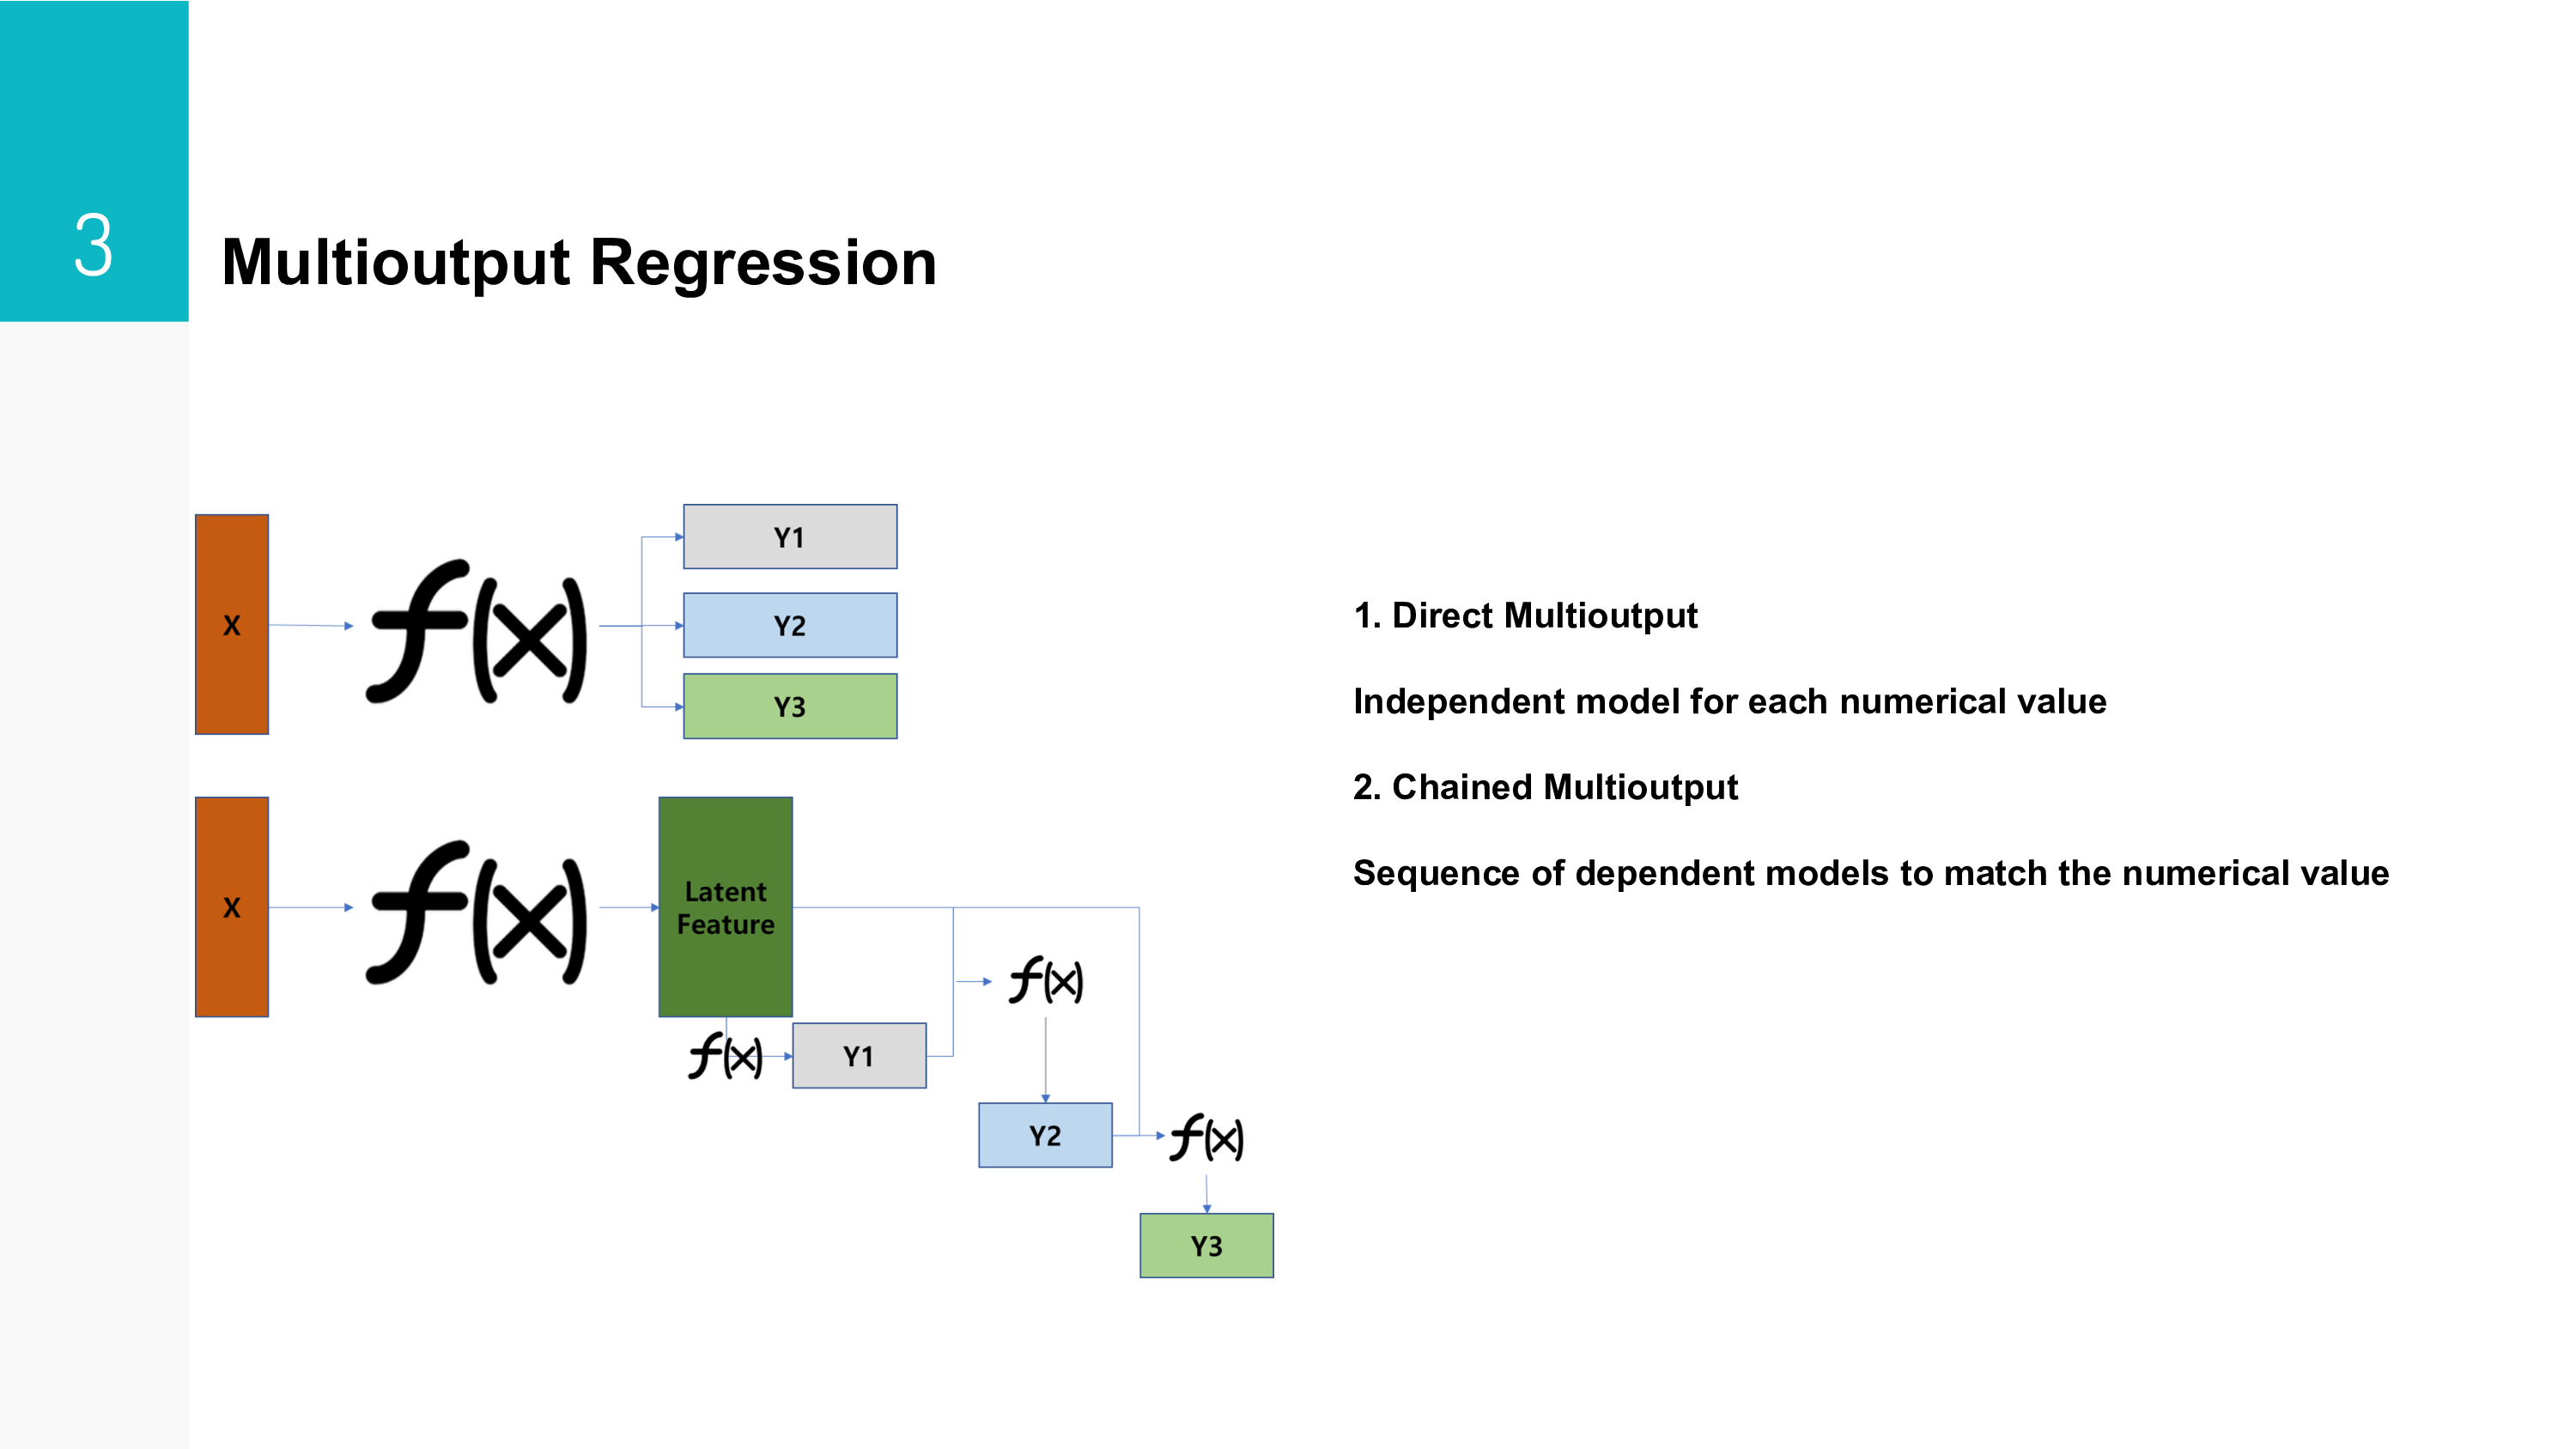 3
Multioutput Regression
X
f(x)
Y1
Y2
Y3
X
f(x)
Latent
Feature
f(x)
Y1
f(x)
Y2
f(x)
Y3
1. Direct Multioutput
Independent model for each numerical value
2. Chained Multioutput
Sequence of dependent models to match the numerical value